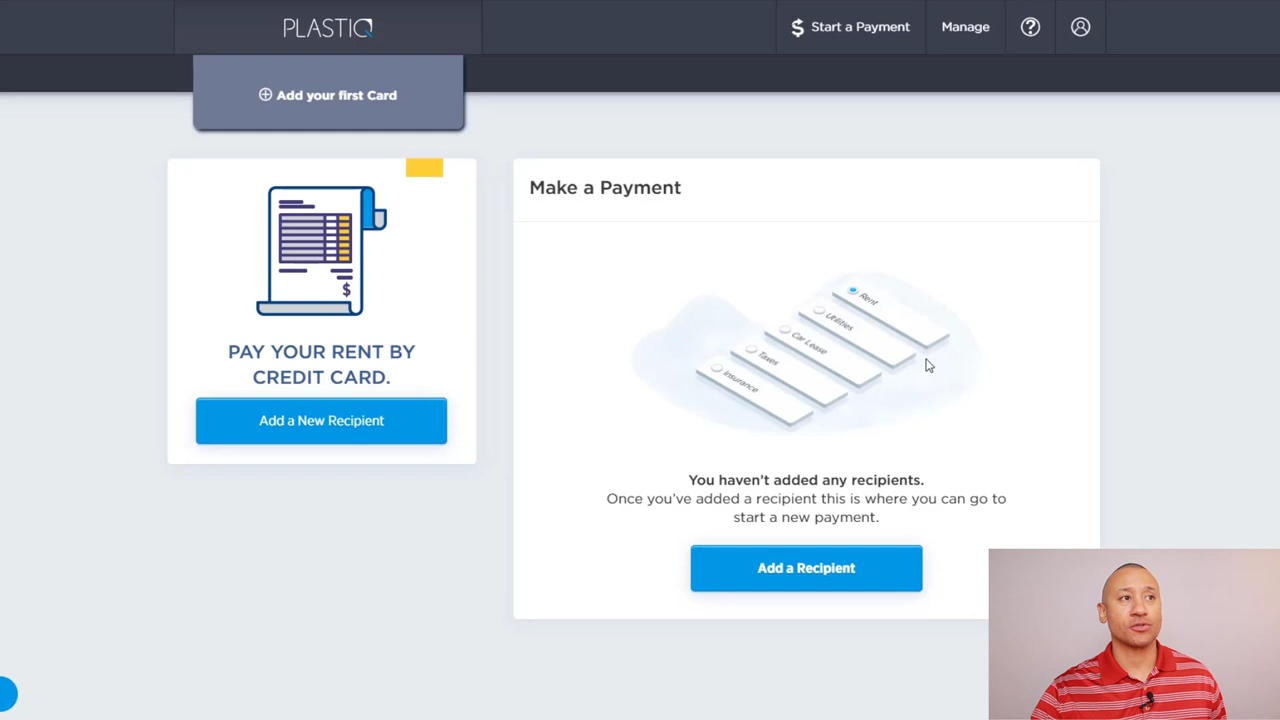 PLASTIQ
$ Start a Payment
Manage
?
Add your first Card
$
PAY YOUR RENT BY
CREDIT CARD.
Add a New Recipient
Make a Payment
Rent
Utilities
Car Lease
Taxes
Insurance
You haven't added any recipients.
Once you've added a recipient this is where you can go to
start a new payment.
Add a Recipient